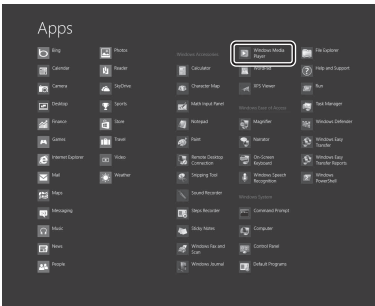 Apps
Bing
Calendar
Camera
Desktop
Finance
Games
Internet Explorer
Mail
Maps
Messaging
Music
News
People
Photos
Reader
SkyDrive
Sports
Store
Travel
Video
Weather
Windows Accessories
Calculator
Character Map
Math Input Panel
Notepad
Paint
Remote Desktop
Connection
Snipping Tool
Sound Recorder
Steps Recorder
Sticky Notes
Windows Fax and
Scan
Windows Journal
Windows Media
Player
WordPad
XPS Viewer
Windows Ease of Access
Magnifier
Narrator
On-Screen
Keyboard
Windows Speech
Recognition
Windows System
Command Prompt
Computer
Control Panel
Default Programs
File Explorer
Help and Support
Run
Task Manager
Windows Defender
Windows Easy
Transfer
Windows Easy
Transfer Reports
Windows
PowerShell